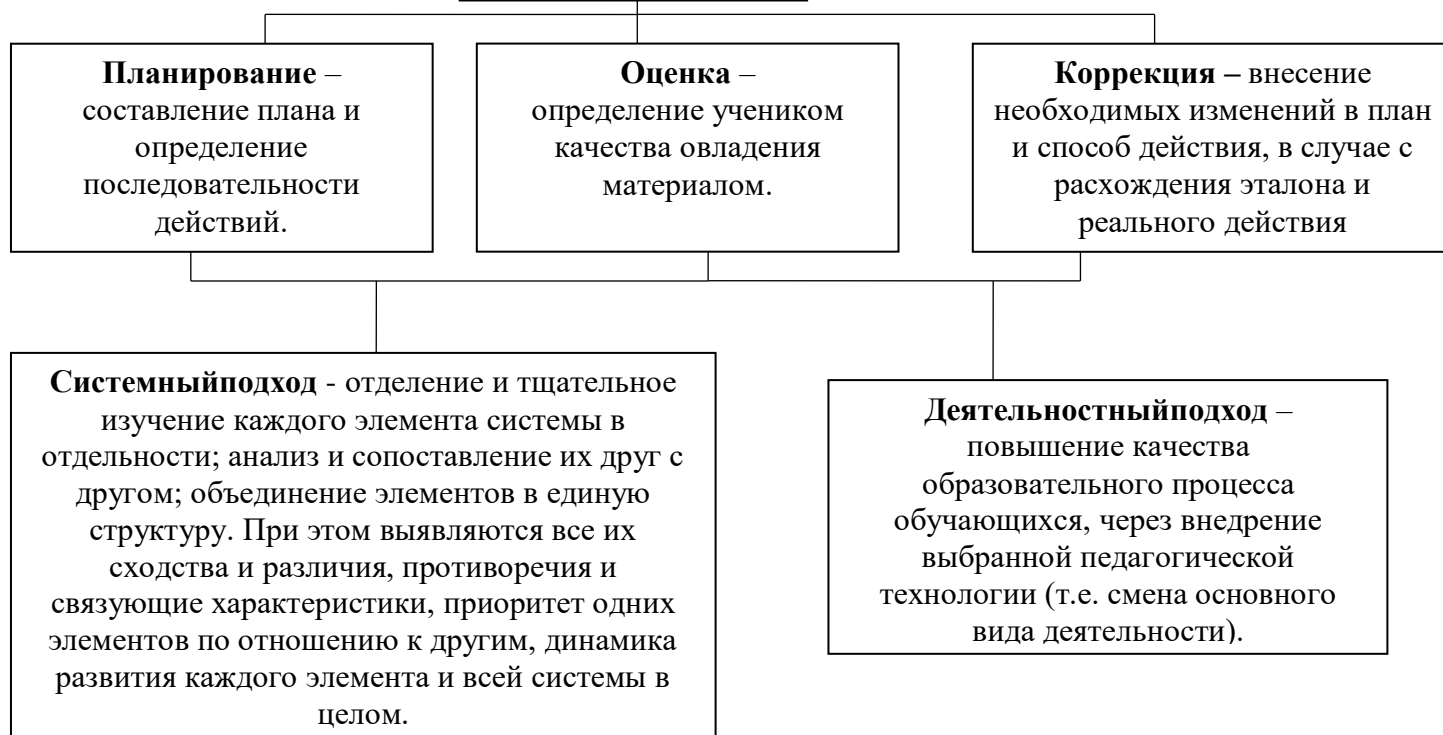 Планирование –
составление плана и
определение
последовательности
действий.
Оценка –
определение учеником
качества овладения
материалом.
Коррекция – внесение
необходимых изменений в план
и способ действия, в случае с
расхождения эталона и
реального действия
Системныйподход - отделение и тщательное
изучение каждого элемента системы в
отдельности; анализ и сопоставление их друг с
другом; объединение элементов в единую
структуру. При этом выявляются все их
сходства и различия, противоречия и
связующие характеристики, приоритет одних
элементов по отношению к другим, динамика
развития каждого элемента и всей системы в
целом.
Деятельностныйподход –
повышение качества
образовательного процесса
обучающихся, через внедрение
выбранной педагогической
технологии (т.е. смена основного
вида деятельности).